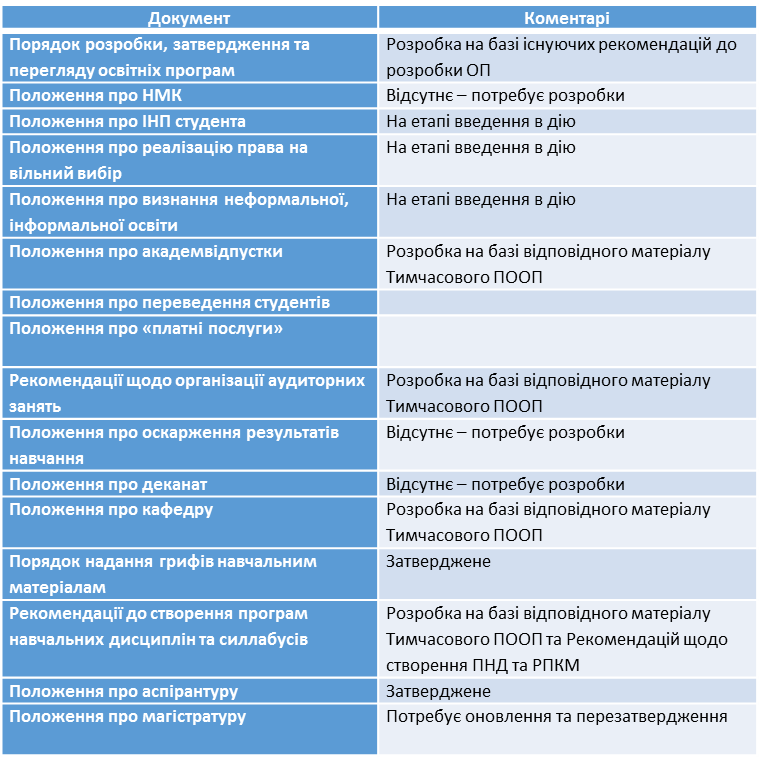 Документ Коментарі
Порядок розробки, затвердження та Розробка на базі існуючих рекомендацій до
перегляду освітніх програм розробки ОП
Положення про НМК Відсутнє – потребує розробки
Положення про ІНП студента На етапі введення в дію
Положення про реалізацію права на На етапі введення в дію
вільний вибір
Положення про визнання неформальної, На етапі введення в дію
інформальної освіти
Положення про академвідпустки Розробка на базі відповідного матеріалу
Тимчасового ПООП
Положення про переведення студентів
Положення про «платні послуги»
Рекомендації щодо організації аудиторних Розробка на базі відповідного матеріалу
занять Тимчасового ПООП
Положення про оскарження результатів Відсутнє – потребує розробки
навчання
Положення про деканат Відсутнє – потребує розробки
Положення про кафедру Розробка на базі відповідного матеріалу
Тимчасового ПООП
Порядок надання грифів навчальним Затверджене
матеріалам
Рекомендації до створення програм Розробка на базі відповідного матеріалу
навчальних дисциплін та силлабусів Тимчасового ПООП та Рекомендацій щодо
створення ПНД та РПКМ
Положення про аспірантуру Затверджене
Положення про магістратуру Потребує оновлення та перезатвердження